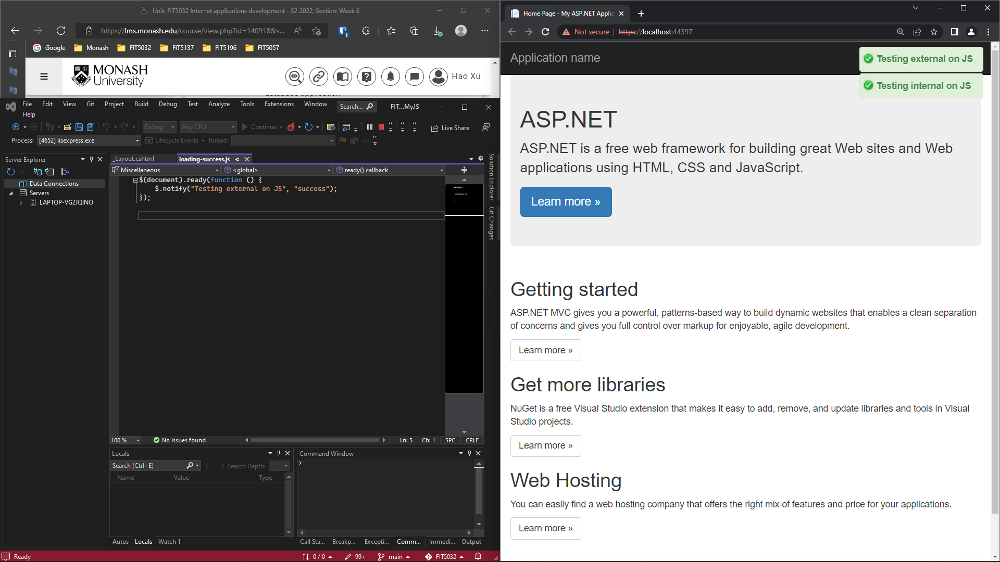 Unit: FIT5032 Internet applications development - S2 2022, Section: Week 6
https://lms.monash.edu/course/view.php?id=140918&s...
Google Monash FIT5032 FIT5137 FIT5196 FIT5057
MONASH
University
Hao Xu
File Edit View Git Project Build Debug Test Analyze Tools Extensions Window Search... FIT...MyJS
Help
Debug Any CPU Continue Live Share
Process: [4652] iisexpress.exe Lifecycle Events Thread:
Server Explorer
Data Connections
Servers
LAPTOP-VG2JQINO
_Layout.cshtml loading-success.js
Miscellaneous <global> ready() callback
$(document).ready(function () {
$.notify("Testing external on JS", "success");
});
Solution Explorer
Git Changes
100 % No issues found Ln: 5 Ch: 1 SPC CRLF
Locals
Search (Ctrl+E) Search Depth:
Name Value Type
Autos Locals Watch 1
Command Window
>
Call Sta... Breakp... Excepti... Comm... Immedi... Output
Ready 0 / 0 99+ main FIT5032
Home Page - My ASP.NET Applic
Not secure https://localhost:44397
Application name
Testing external on JS
Testing internal on JS
ASP.NET
ASP.NET is a free web framework for building great Web sites and Web
applications using HTML, CSS and JavaScript.
Learn more »
Getting started
ASP.NET MVC gives you a powerful, patterns-based way to build dynamic websites that enables a clean separation
of concerns and gives you full control over markup for enjoyable, agile development.
Learn more »
Get more libraries
NuGet is a free Visual Studio extension that makes it easy to add, remove, and update libraries and tools in Visual
Studio projects.
Learn more »
Web Hosting
You can easily find a web hosting company that offers the right mix of features and price for your applications.
Learn more »